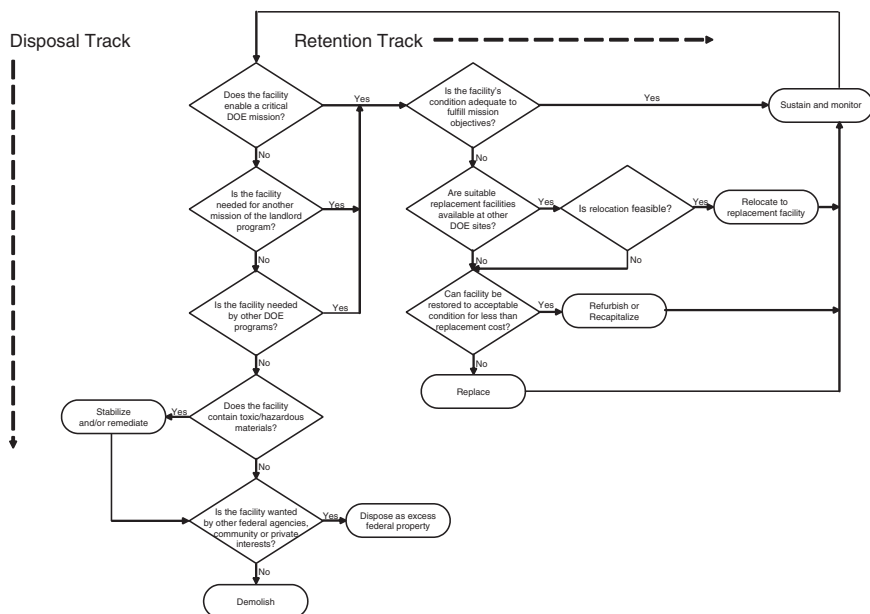 Disposal Track
Retention Track
Does the facility
enable a critical
DOE mission?
Yes
No
Is the facility's
condition adequate to
fulfill mission
objectives?
Yes
No
Sustain and monitor
Is the facility
needed for another
mission of the landlord
program?
Yes
No
Are suitable
replacement facilities
available at other
DOE sites?
Yes
No
Is relocation feasible?
Yes
No
Relocate to
replacement facility
Is the facility needed
by other DOE
programs?
Yes
No
Can facility be
restored to acceptable
condition for less than
replacement cost?
Yes
No
Refurbish or
Recapitalize
Replace
Does the facility
contain toxic/hazardous
materials?
Yes
No
Stabilize
and/or remediate
Is the facility wanted
by other federal agencies,
community or private
interests?
Yes
No
Dispose as excess
federal property
Demolish